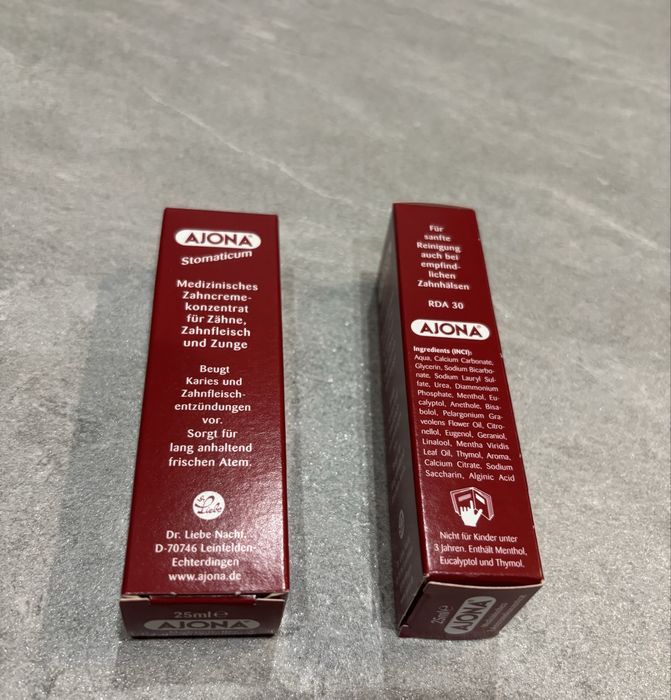 AJONA®
Stomaticum
Medizinisches
Zahncreme-
konzentrat
für Zähne,
Zahnfleisch
und Zunge
Beugt
Karies und
Zahnfleisch-
entzündungen
vor.
Sorgt für
lang anhaltend
frischen Atem.
Dr. Liebe
Dr. Liebe Nachf.
D-70746 Leinfelden-
Echterdingen
www.ajona.de
25ml ℮
AJONA
Für
sanfte
Reinigung
auch bei
empfind-
lichen
Zahnhälsen
RDA 30
AJONA®
Ingredients (INCI):
Aqua, Calcium Carbonate,
Glycerin, Sodium Bicarbo-
nate, Sodium Lauryl Sul-
fate, Urea, Diammonium
Phosphate, Menthol, Eu-
calyptol, Anethole, Bisa-
bolol, Pelargonium Gra-
veolens Flower Oil, Citro-
nellol, Eugenol, Geraniol,
Linalool, Mentha Viridis
Leaf Oil, Thymol, Aroma,
Calcium Citrate, Sodium
Saccharin, Alginic Acid
Nicht für Kinder unter
3 Jahren. Enthält Menthol,
Eucalyptol und Thymol.
25ml ℮
AJONA